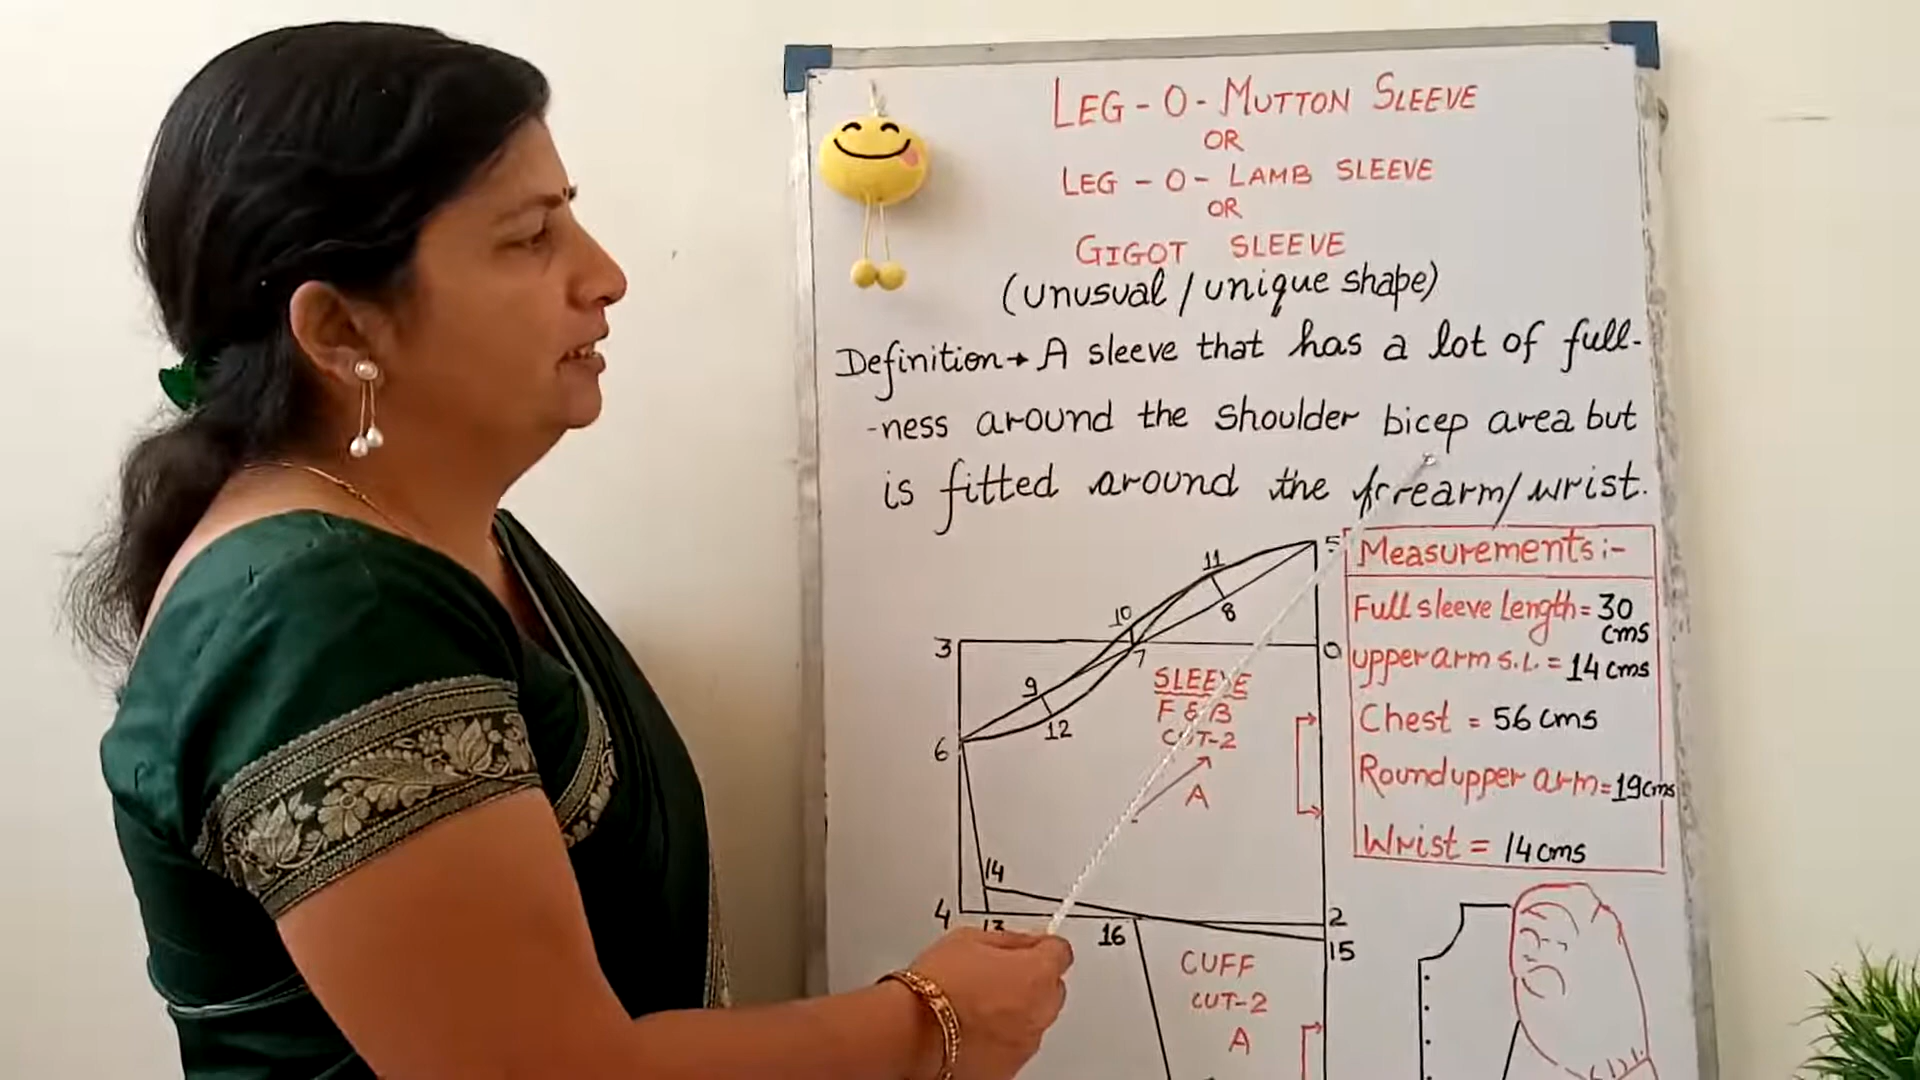 LEG - O - MUTTON SLEEVE
OR
LEG - O - LAMB SLEEVE
OR
GIGOT SLEEVE
(unusual / unique shape)
Definition → A sleeve that has a lot of full-
-ness around the shoulder bicep area but
is fitted around the forearm/wrist.
Measurements :-
Full sleeve Length = 30
cms
upper arm s.L. = 14 cms
Chest = 56 cms
Round upper arm = 19cms
Wrist = 14 cms
5
11
10
8
3
0
7
9
12
6
SLEEVE
F & B
CUT-2
A
14
4
13
16
2
15
CUFF
CUT-2
A